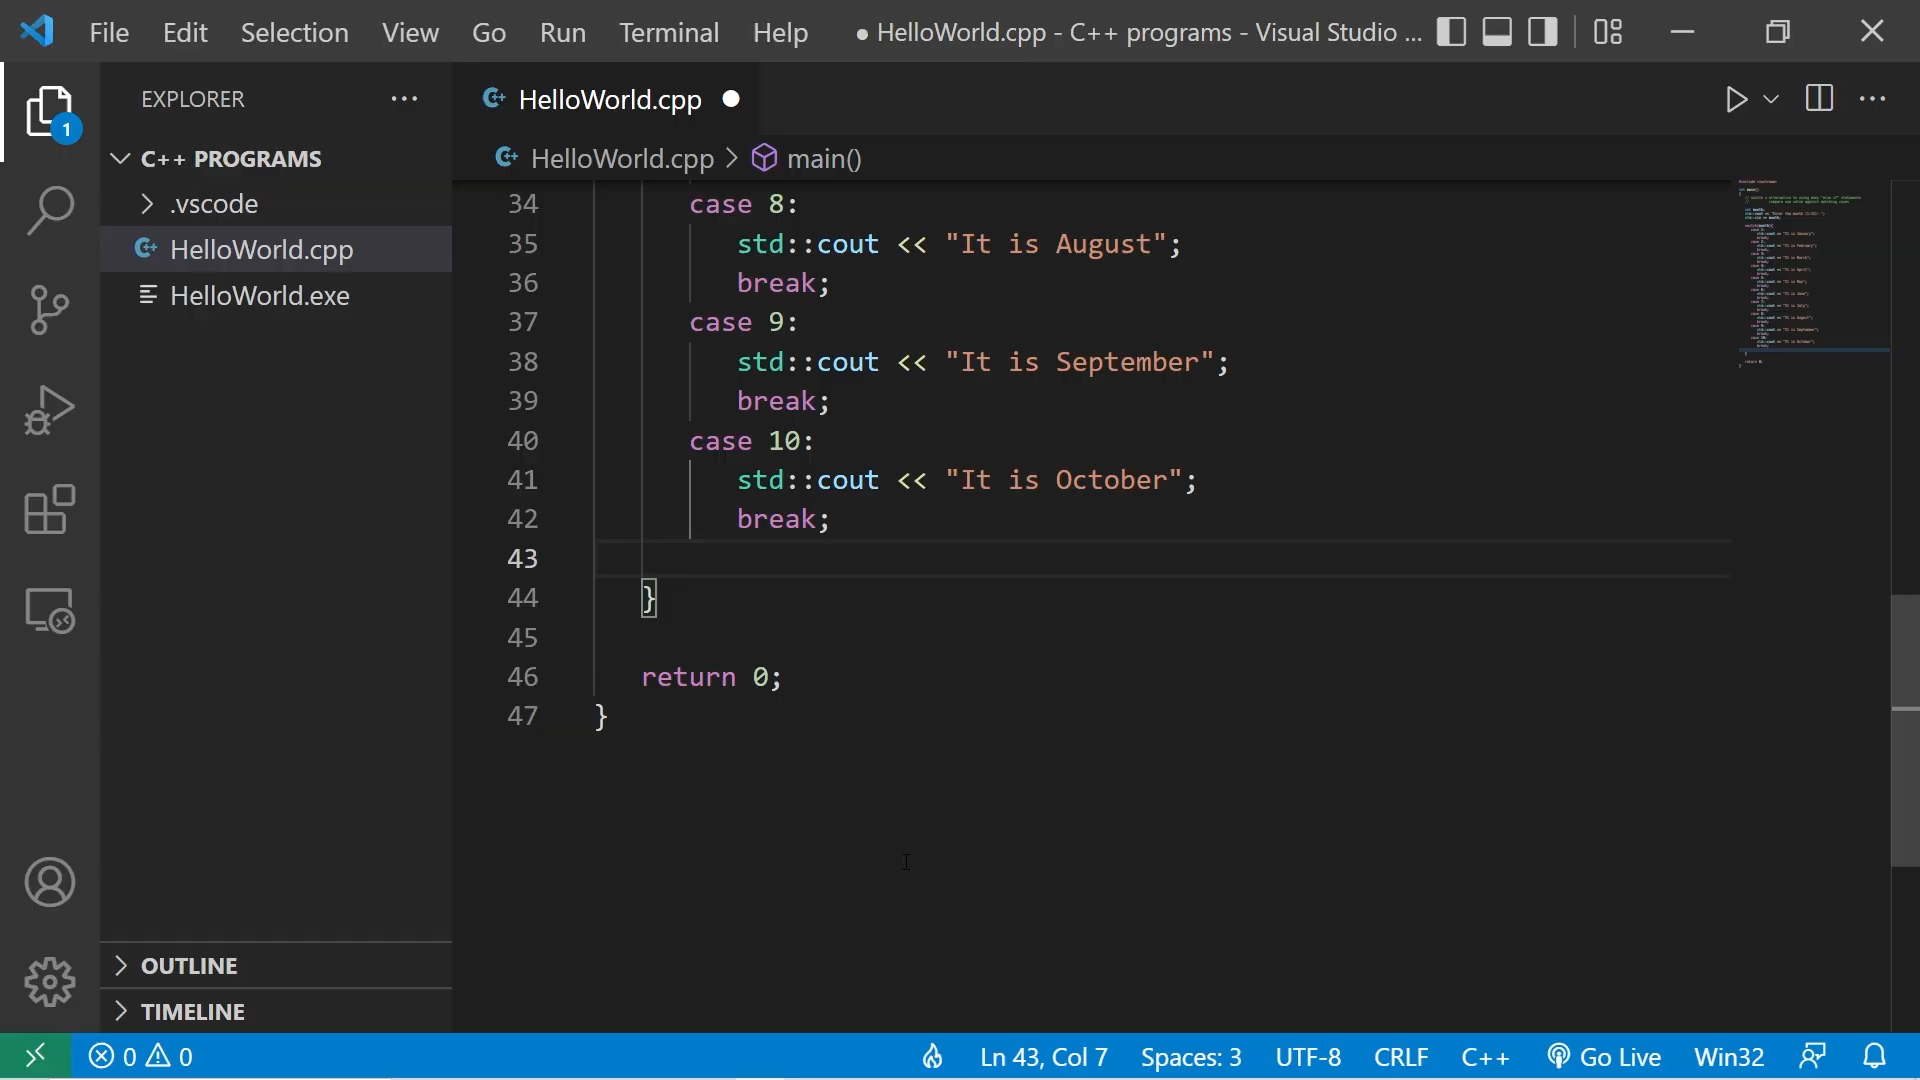 File Edit Selection View Go Run Terminal Help ● HelloWorld.cpp - C++ programs - Visual Studio ...
EXPLORER ...
1
C++ PROGRAMS
.vscode
HelloWorld.cpp
HelloWorld.exe
OUTLINE
TIMELINE
HelloWorld.cpp ●
HelloWorld.cpp > main()
34 case 8:
35 std::cout << "It is August";
36 break;
37 case 9:
38 std::cout << "It is September";
39 break;
40 case 10:
41 std::cout << "It is October";
42 break;
43
44 }
45
46 return 0;
47 }
0 0 Ln 43, Col 7 Spaces: 3 UTF-8 CRLF C++ Go Live Win32